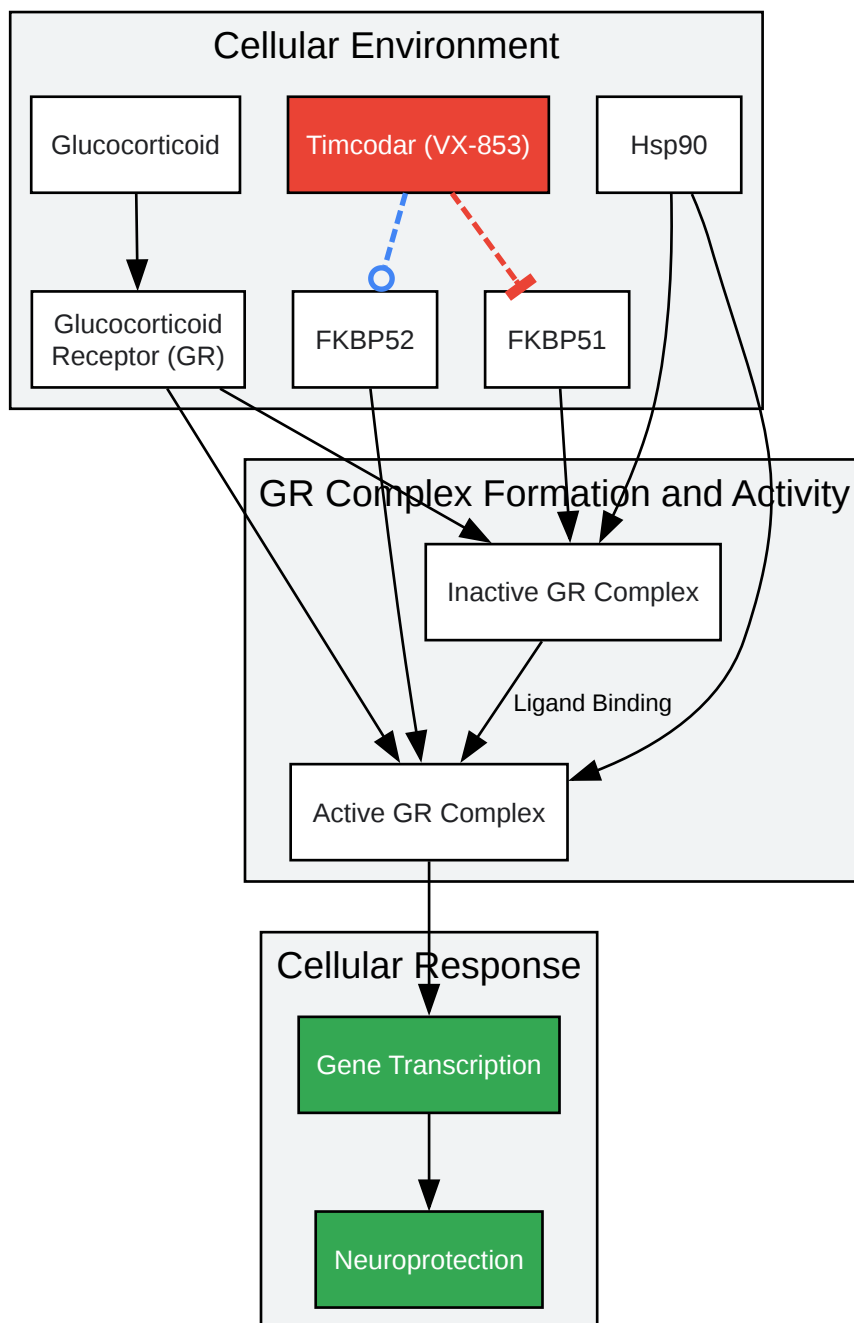 Cellular Environment
Glucocorticoid
Timcodar (VX-853)
Hsp90
Glucocorticoid
Receptor (GR)
FKBP52
FKBP51
GR Complex Formation and Activity
Inactive GR Complex
Ligand Binding
Active GR Complex
Cellular Response
Gene Transcription
Neuroprotection